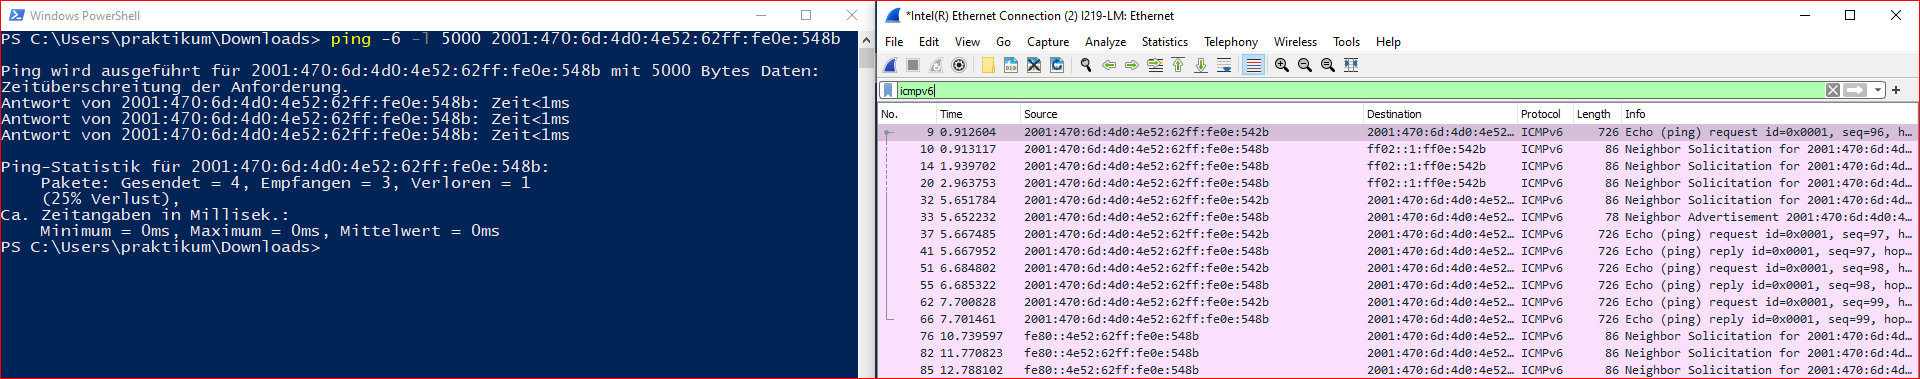 Windows PowerShell
PS C:\Users\praktikum\Downloads> ping -6 -l 5000 2001:470:6d:4d0:4e52:62ff:fe0e:548b
Ping wird ausgeführt für 2001:470:6d:4d0:4e52:62ff:fe0e:548b mit 5000 Bytes Daten:
Zeitüberschreitung der Anforderung.
Antwort von 2001:470:6d:4d0:4e52:62ff:fe0e:548b: Zeit<1ms
Antwort von 2001:470:6d:4d0:4e52:62ff:fe0e:548b: Zeit<1ms
Antwort von 2001:470:6d:4d0:4e52:62ff:fe0e:548b: Zeit<1ms
Ping-Statistik für 2001:470:6d:4d0:4e52:62ff:fe0e:548b:
Pakete: Gesendet = 4, Empfangen = 3, Verloren = 1
(25% Verlust),
Ca. Zeitangaben in Millisek.:
Minimum = 0ms, Maximum = 0ms, Mittelwert = 0ms
PS C:\Users\praktikum\Downloads>
*Intel(R) Ethernet Connection (2) I219-LM: Ethernet
File Edit View Go Capture Analyze Statistics Telephony Wireless Tools Help
icmpv6
No. Time Source Destination Protocol Length Info
9 0.912604 2001:470:6d:4d0:4e52:62ff:fe0e:542b 2001:470:6d:4d0:4e52… ICMPv6 726 Echo (ping) request id=0x0001, seq=96, h…
10 0.913117 2001:470:6d:4d0:4e52:62ff:fe0e:548b ff02::1:ff0e:542b ICMPv6 86 Neighbor Solicitation for 2001:470:6d:4d…
14 1.939702 2001:470:6d:4d0:4e52:62ff:fe0e:548b ff02::1:ff0e:542b ICMPv6 86 Neighbor Solicitation for 2001:470:6d:4d…
20 2.963753 2001:470:6d:4d0:4e52:62ff:fe0e:548b ff02::1:ff0e:542b ICMPv6 86 Neighbor Solicitation for 2001:470:6d:4d…
32 5.651784 2001:470:6d:4d0:4e52:62ff:fe0e:548b 2001:470:6d:4d0:4e52… ICMPv6 86 Neighbor Solicitation for 2001:470:6d:4d…
33 5.652232 2001:470:6d:4d0:4e52:62ff:fe0e:542b 2001:470:6d:4d0:4e52… ICMPv6 78 Neighbor Advertisement 2001:470:6d:4d0:4…
37 5.667485 2001:470:6d:4d0:4e52:62ff:fe0e:542b 2001:470:6d:4d0:4e52… ICMPv6 726 Echo (ping) request id=0x0001, seq=97, h…
41 5.667952 2001:470:6d:4d0:4e52:62ff:fe0e:548b 2001:470:6d:4d0:4e52… ICMPv6 726 Echo (ping) reply id=0x0001, seq=97, hop…
51 6.684802 2001:470:6d:4d0:4e52:62ff:fe0e:542b 2001:470:6d:4d0:4e52… ICMPv6 726 Echo (ping) request id=0x0001, seq=98, h…
55 6.685322 2001:470:6d:4d0:4e52:62ff:fe0e:548b 2001:470:6d:4d0:4e52… ICMPv6 726 Echo (ping) reply id=0x0001, seq=98, hop…
62 7.700828 2001:470:6d:4d0:4e52:62ff:fe0e:542b 2001:470:6d:4d0:4e52… ICMPv6 726 Echo (ping) request id=0x0001, seq=99, h…
66 7.701461 2001:470:6d:4d0:4e52:62ff:fe0e:548b 2001:470:6d:4d0:4e52… ICMPv6 726 Echo (ping) reply id=0x0001, seq=99, hop…
76 10.739597 fe80::4e52:62ff:fe0e:548b 2001:470:6d:4d0:4e52… ICMPv6 86 Neighbor Solicitation for 2001:470:6d:4d…
82 11.770823 fe80::4e52:62ff:fe0e:548b 2001:470:6d:4d0:4e52… ICMPv6 86 Neighbor Solicitation for 2001:470:6d:4d…
85 12.788102 fe80::4e52:62ff:fe0e:548b 2001:470:6d:4d0:4e52… ICMPv6 86 Neighbor Solicitation for 2001:470:6d:4d…